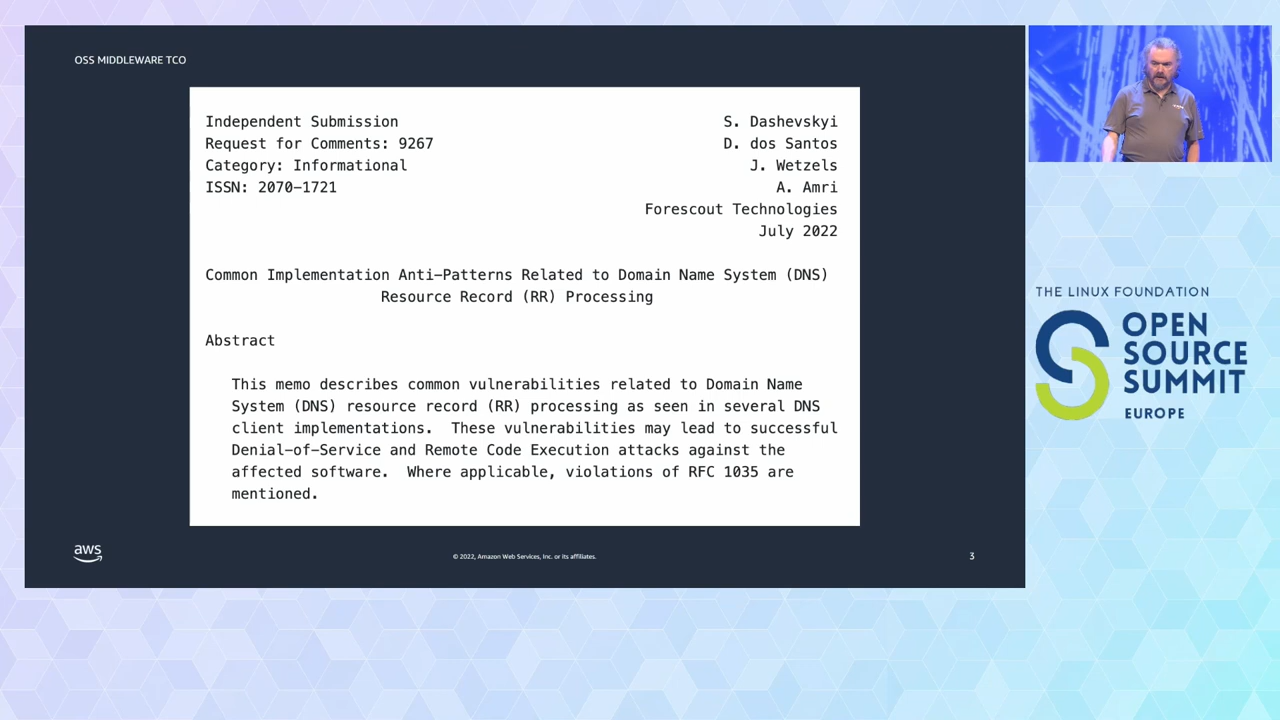 OSS MIDDLEWARE TCO
Independent Submission S. Dashevskyi
Request for Comments: 9267 D. dos Santos
Category: Informational J. Wetzels
ISSN: 2070-1721 A. Amri
Forescout Technologies
July 2022
Common Implementation Anti-Patterns Related to Domain Name System (DNS)
Resource Record (RR) Processing
Abstract
This memo describes common vulnerabilities related to Domain Name
System (DNS) resource record (RR) processing as seen in several DNS
client implementations. These vulnerabilities may lead to successful
Denial-of-Service and Remote Code Execution attacks against the
affected software. Where applicable, violations of RFC 1035 are
mentioned.
aws
© 2022, Amazon Web Services, Inc. or its affiliates.
3
THE LINUX FOUNDATION
OPEN
SOURCE
SUMMIT
EUROPE